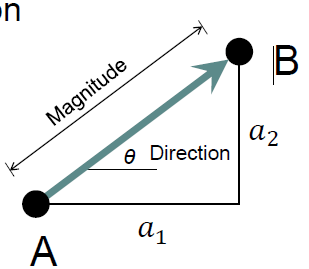 on
Magnitude
B
θ Direction
a₂
a₁
A